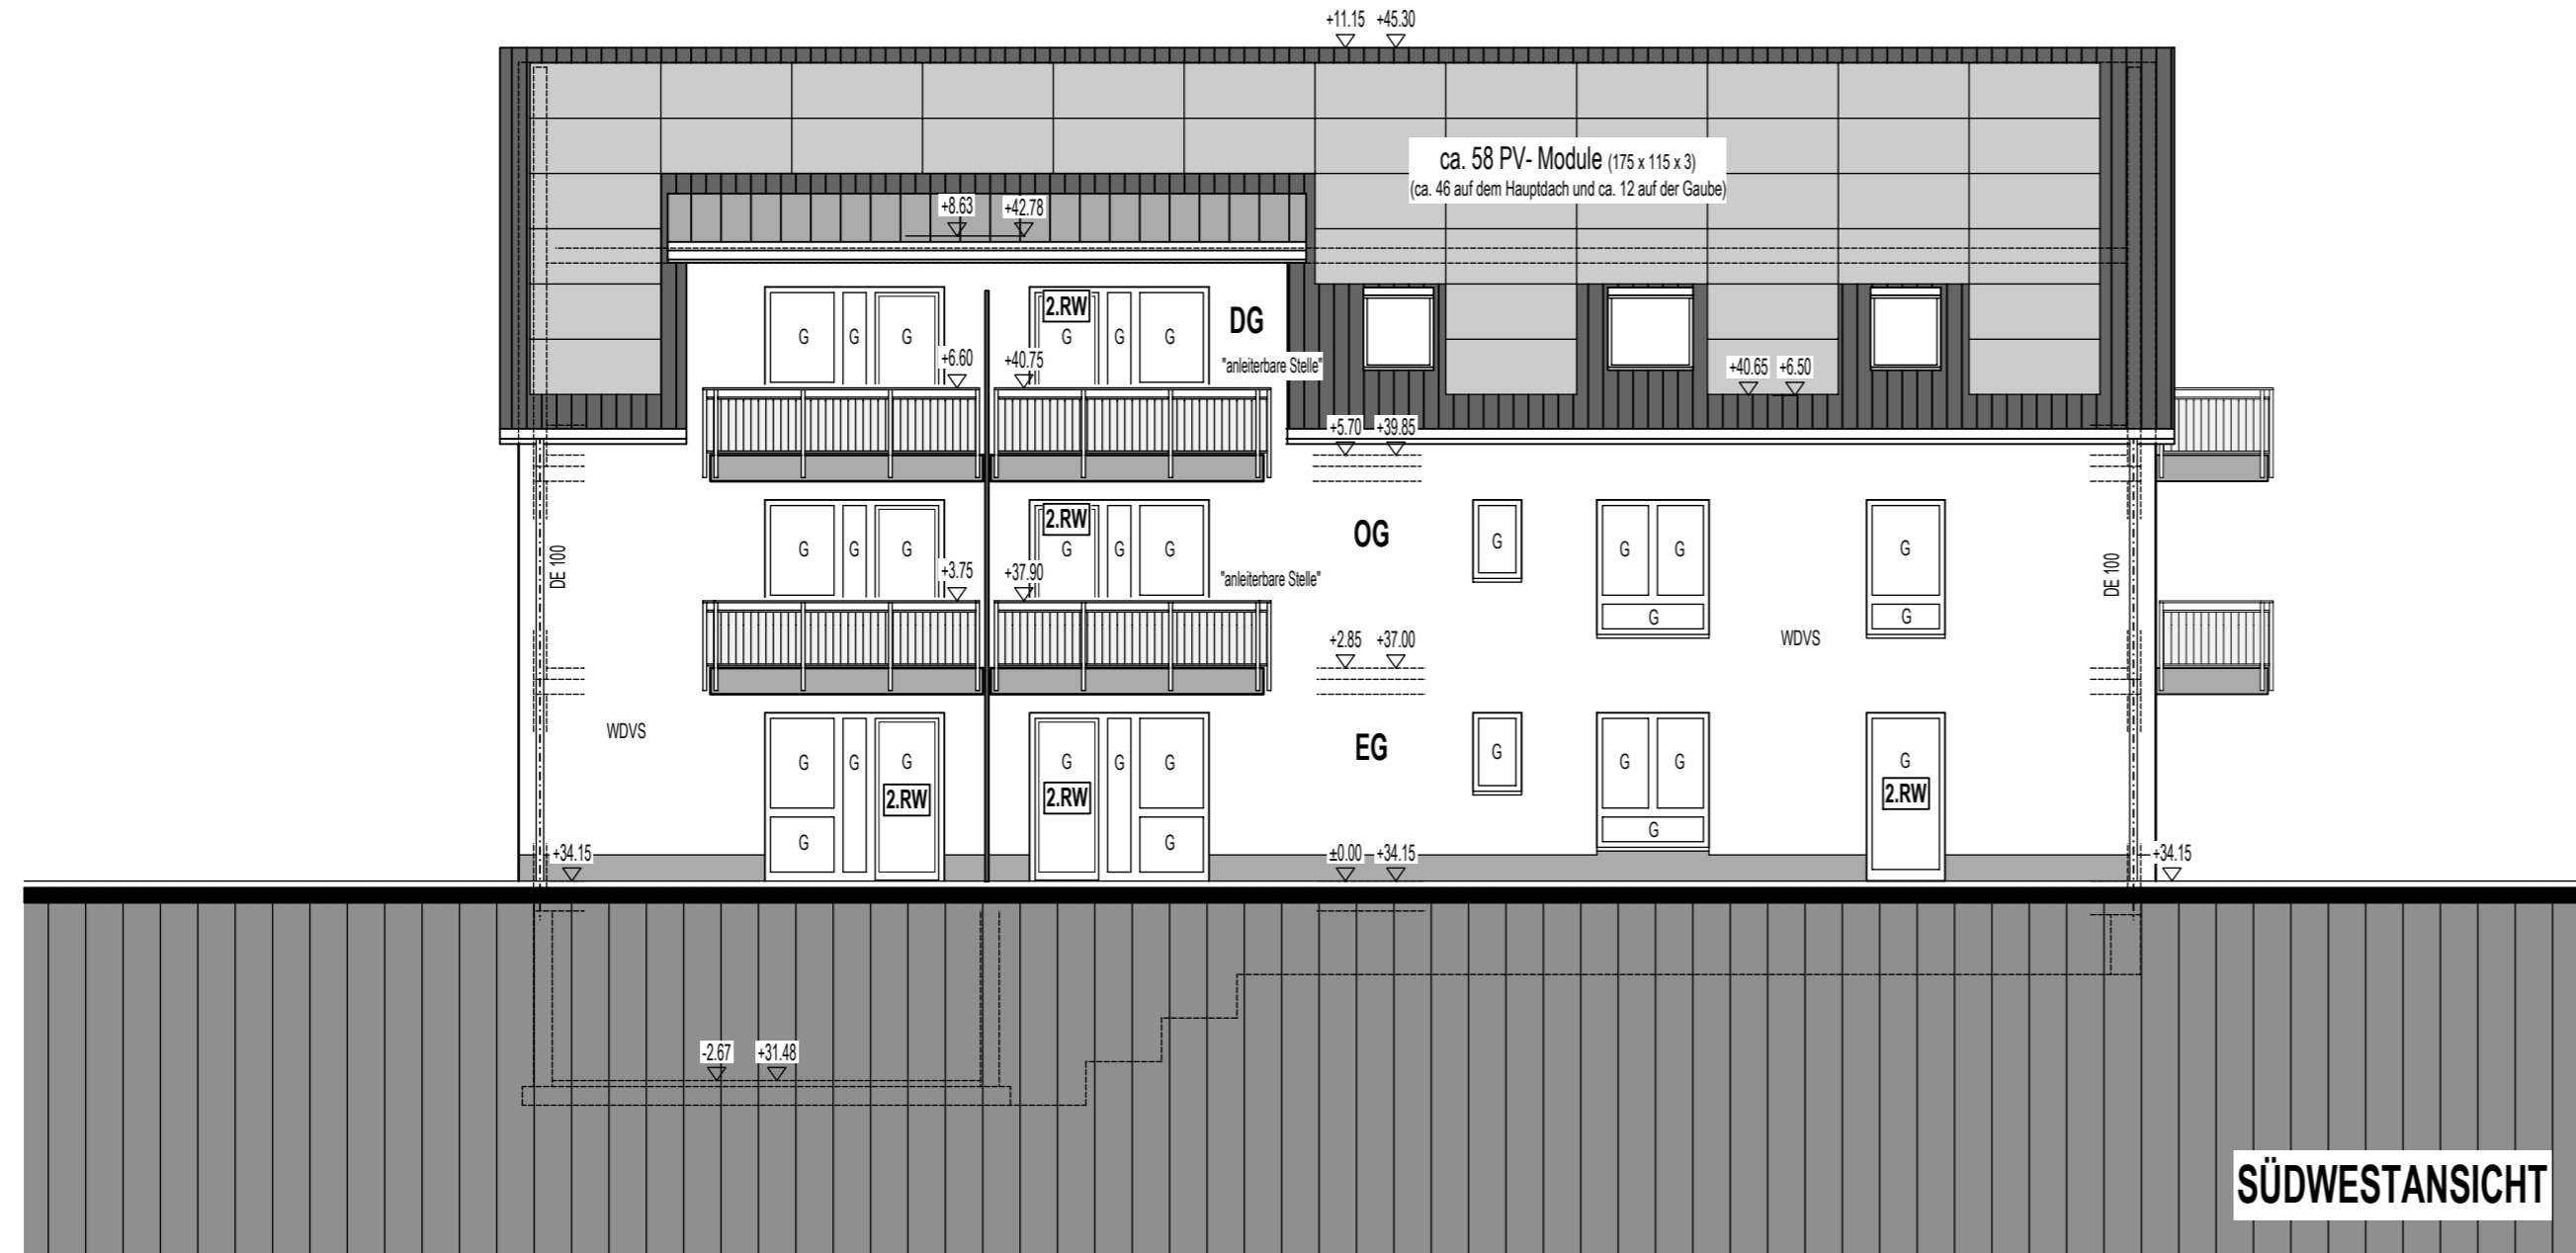 +11.15 +45.30
ca. 58 PV- Module (175 x 115 x 3)
(ca. 46 auf dem Hauptdach und ca. 12 auf der Gaube)
+8.63 +42.78
2.RW
DG
G G G G G G
"anleiterbare Stelle"
+6.60 +40.75
+40.65 +6.50
+5.70 +39.85
2.RW
OG
G G G G G G G G G G
DE 100
DE 100
+3.75 +37.90
"anleiterbare Stelle"
G G
+2.85 +37.00
WDVS
WDVS
EG
G G G G G G G G G G
2.RW
2.RW
2.RW
G G G
+34.15
±0.00 +34.15
+34.15
-2.67 +31.48
SÜDWESTANSICHT